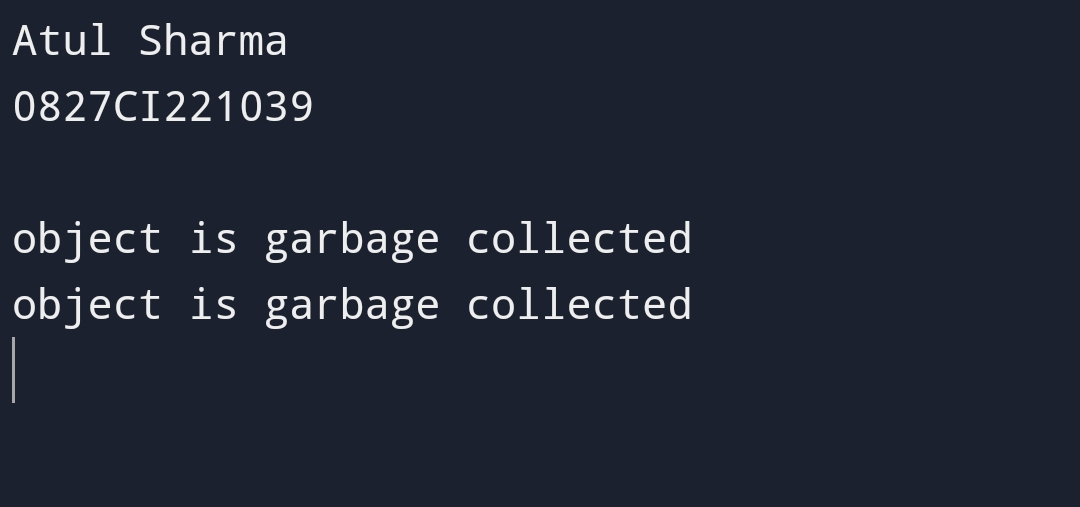 Atul Sharma
0827CI221039
object is garbage collected
object is garbage collected